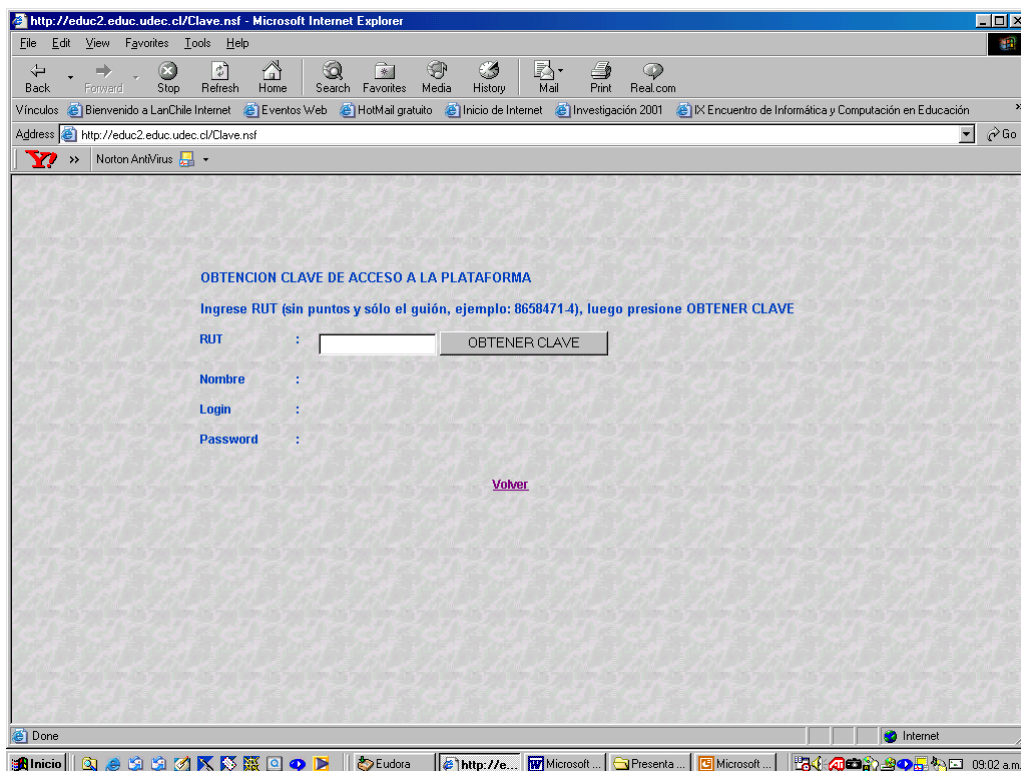 http://educ2.educ.udec.cl/Clave.nsf - Microsoft Internet Explorer
File Edit View Favorites Tools Help
Back Forward Stop Refresh Home Search Favorites Media History Mail Print Real.com
Vínculos Bienvenido a LanChile Internet Eventos Web HotMail gratuito Inicio de Internet Investigación 2001 IX Encuentro de Informática y Computación en Educación »
Address http://educ2.educ.udec.cl/Clave.nsf Go
Y? » Norton AntiVirus
OBTENCION CLAVE DE ACCESO A LA PLATAFORMA
Ingrese RUT (sin puntos y sólo el guión, ejemplo: 8658471-4), luego presione OBTENER CLAVE
RUT : OBTENER CLAVE
Nombre :
Login :
Password :
Volver
Done Internet
Inicio Eudora http://e... Microsoft ... Presenta ... Microsoft ... 09:02 a.m.